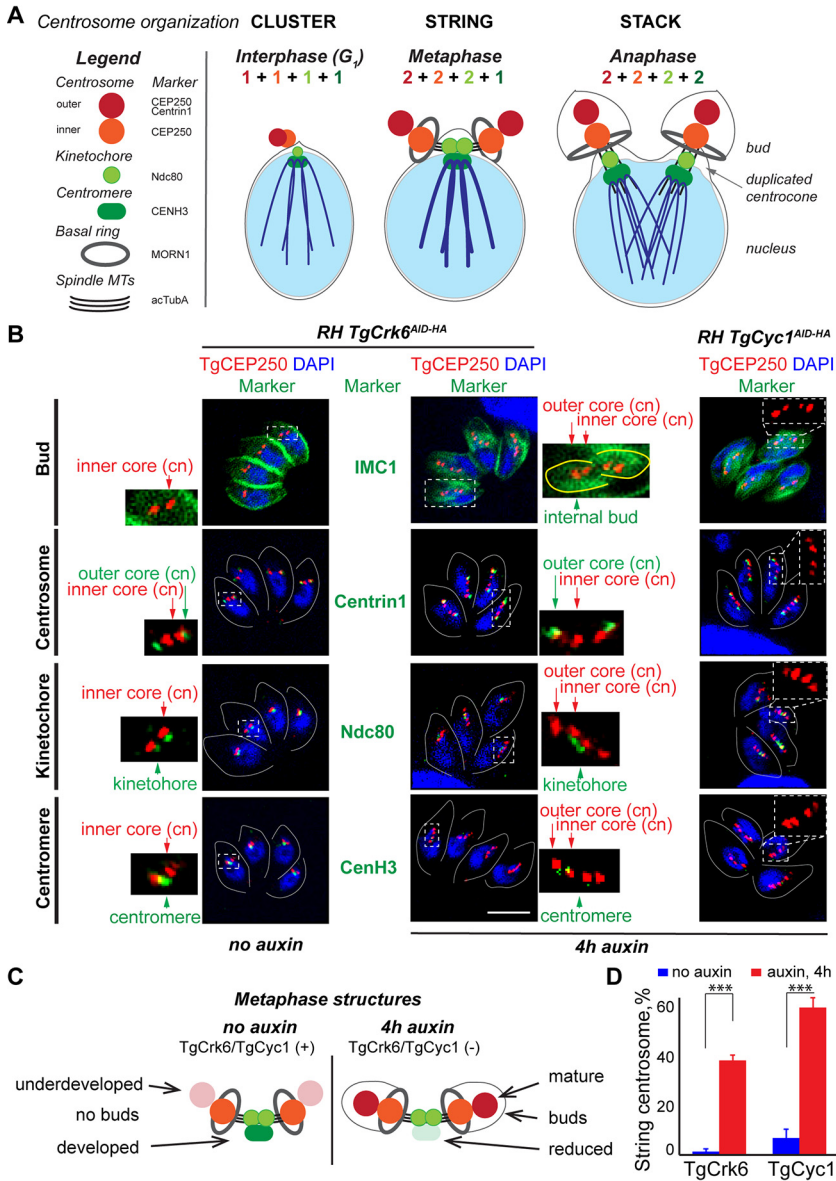 A
Centrosome organization
CLUSTER
STRING
STACK
Legend
Centrosome Marker
outer CEP250
Centrin1
inner CEP250
Kinetochore
Ndc80
Centromere
CENH3
Basal ring
MORN1
Spindle MTs
acTubA
Interphase (G1)
1 + 1 + 1 + 1
Metaphase
2 + 2 + 2 + 1
Anaphase
2 + 2 + 2 + 2
bud
duplicated
centrocone
nucleus
B
RH TgCrk6AID-HA
RH TgCyc1AID-HA
TgCEP250 DAPI
Marker
Marker
TgCEP250 DAPI
Marker
TgCEP250 DAPI
Marker
Bud
inner core (cn)
IMC1
outer core (cn)
inner core (cn)
internal bud
Centrosome
outer core (cn)
inner core (cn)
Centrin1
outer core (cn)
inner core (cn)
Kinetochore
inner core (cn)
kinetohore
Ndc80
outer core (cn)
inner core (cn)
kinetohore
Centromere
inner core (cn)
centromere
CenH3
outer core (cn)
inner core (cn)
centromere
no auxin
4h auxin
C
Metaphase structures
no auxin
TgCrk6/TgCyc1 (+)
4h auxin
TgCrk6/TgCyc1 (-)
underdeveloped
no buds
developed
mature
buds
reduced
D
no auxin
auxin, 4h
String centrosome,%
60
40
20
0
***
***
TgCrk6
TgCyc1